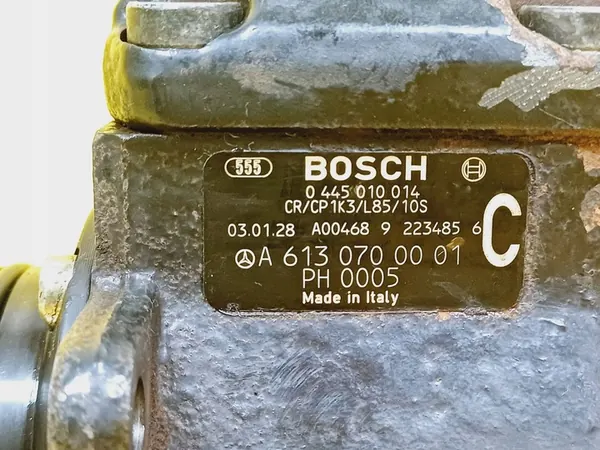 555 BOSCH
0 445 010 014
CR/CP1K3/L85/10S
03.01.28 A00468 9 223485 6
C
A 613 070 00 01
PH 0005
Made in Italy